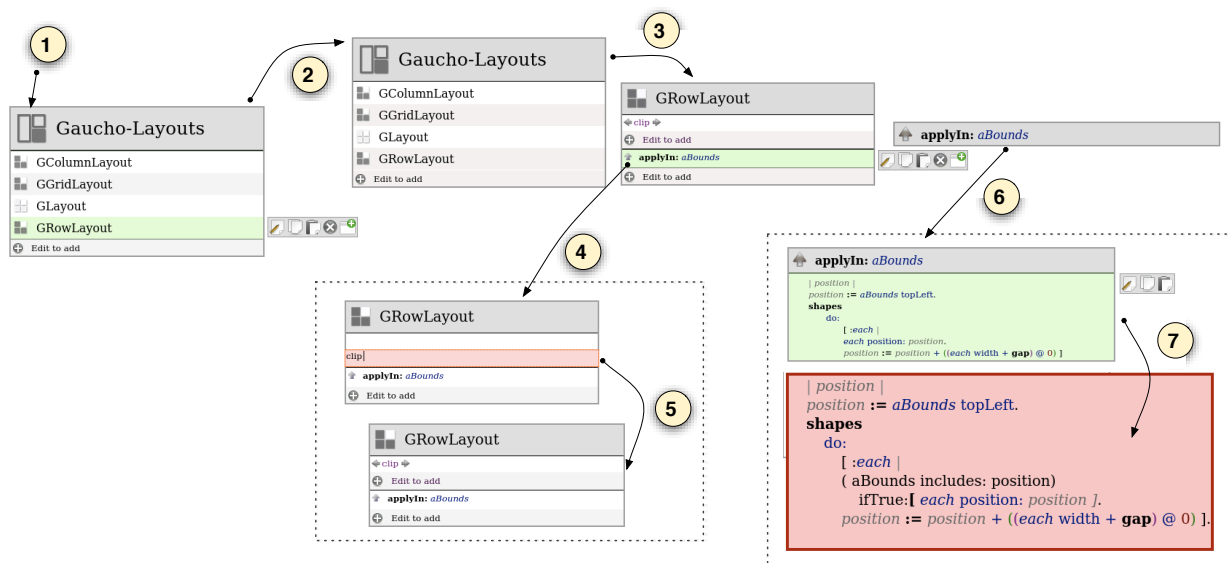 1
Gaucho-Layouts
GColumnLayout
GGridLayout
GLayout
GRowLayout
Edit to add
2
Gaucho-Layouts
GColumnLayout
GGridLayout
GLayout
GRowLayout
Edit to add
3
GRowLayout
clip
Edit to add
applyIn: aBounds
Edit to add
4
GRowLayout
clip
applyIn: aBounds
Edit to add
5
GRowLayout
clip
Edit to add
applyIn: aBounds
Edit to add
applyIn: aBounds
6
applyIn: aBounds
| position |
position := aBounds topLeft.
shapes
do:
[ :each |
each position: position.
position := position + ((each width + gap) @ 0) ]
7
| position |
position := aBounds topLeft.
shapes
do:
[ :each |
( aBounds includes: position)
ifTrue:[ each position: position ].
position := position + ((each width + gap) @ 0) ].